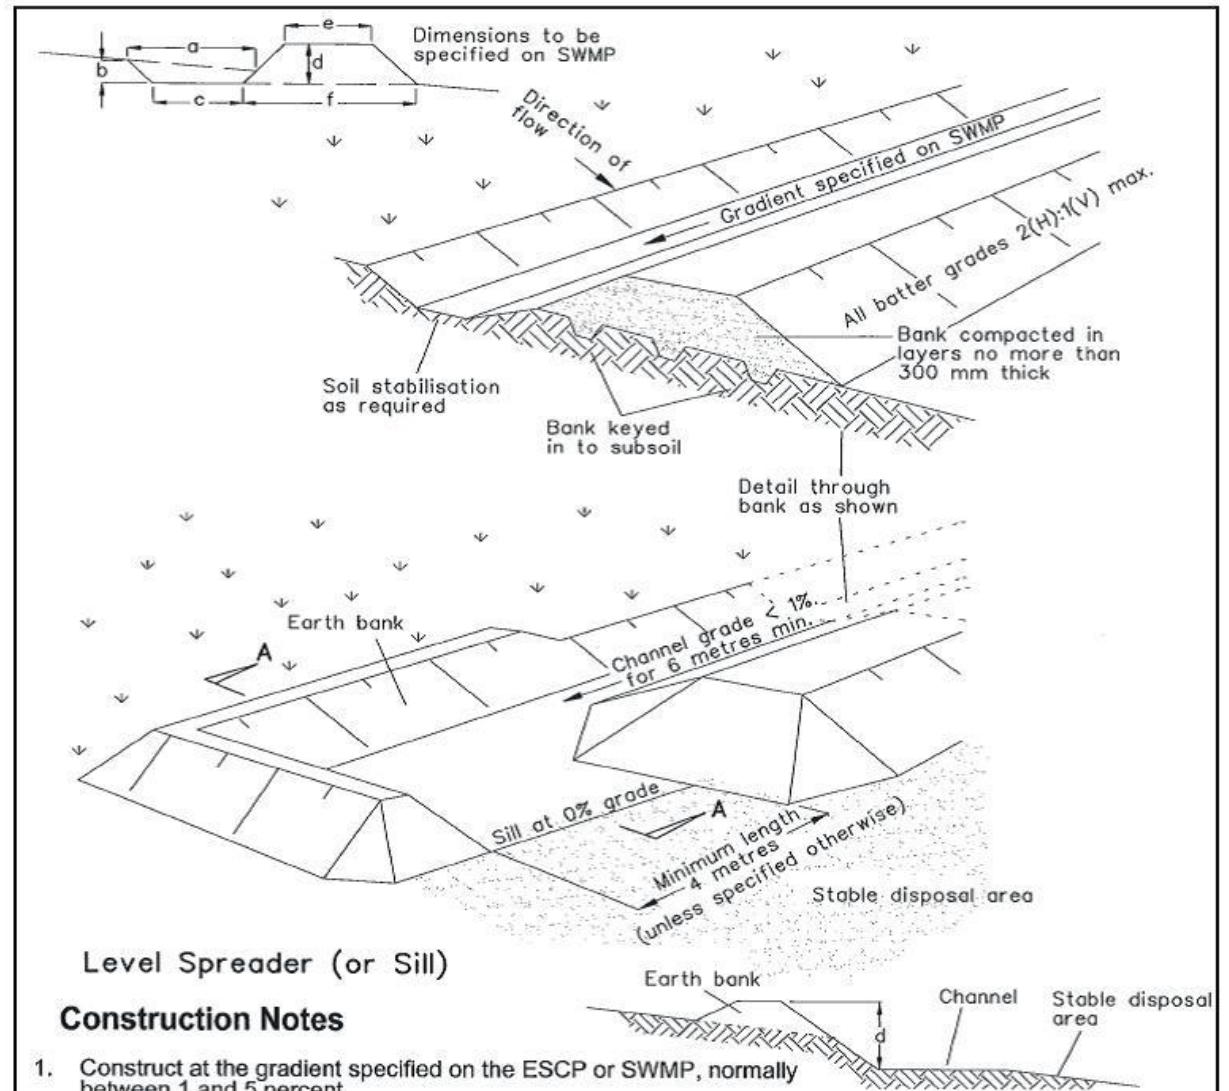 e
a
b
d
c
f
Dimensions to be
specified on SWMP
Direction of
flow
Gradient specified on SWMP
All batter grades 2(H):1(V) max.
Bank compacted in
layers no more than
300 mm thick
Soil stabilisation
as required
Bank keyed
in to subsoil
Detail through
bank as shown
Earth bank
Channel grade < 1%
for 6 metres min.
A
Sill at 0% grade
A
Minimum length
4 metres
(unless specified otherwise)
Stable disposal area
Level Spreader (or Sill)
Earth bank
Channel
Stable disposal
area
d
Construction Notes
1. Construct at the gradient specified on the ESCP or SWMP, normally
between 1 and 5 percent